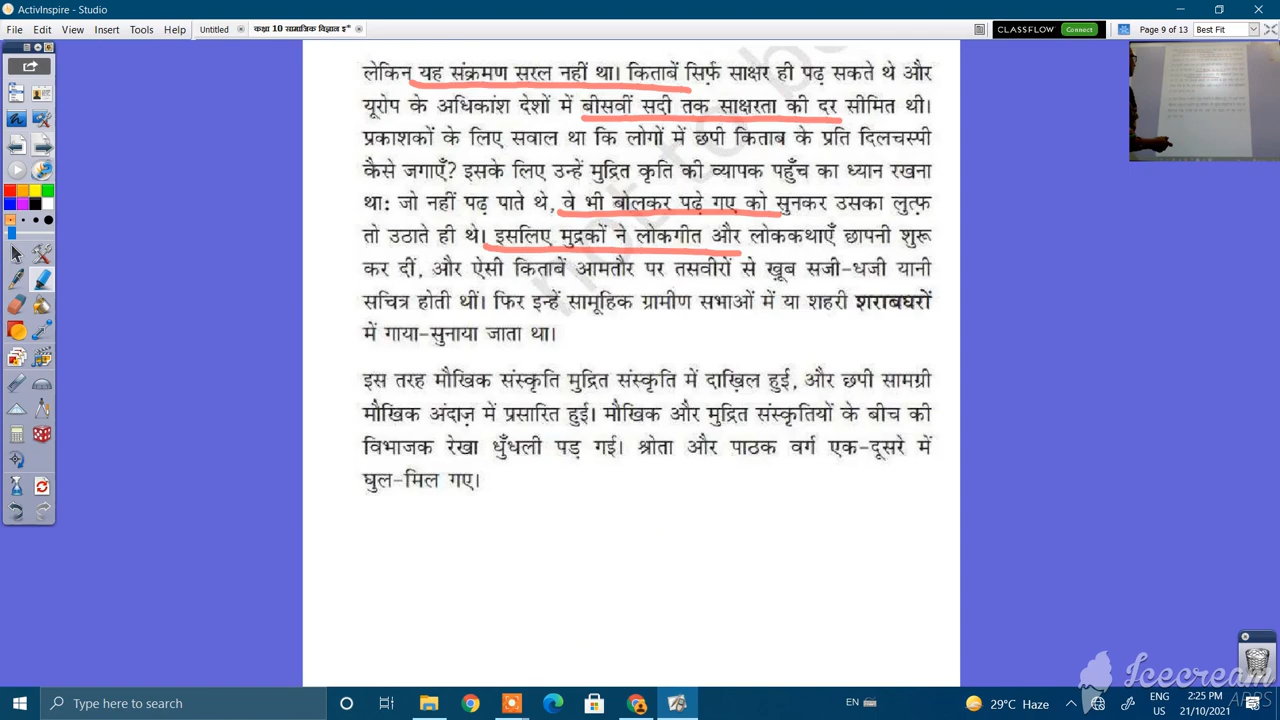 ActivInspire - Studio
File Edit View Insert Tools Help
Untitled
कक्षा 10 सामाजिक विज्ञान इ*
CLASSFLOW Connect
Page 9 of 13
Best Fit
लेकिन यह संक्रमण सरल नहीं था। किताबें सिर्फ़ साक्षर ही पढ़ सकते थे और
यूरोप के अधिकांश देशों में बीसवीं सदी तक साक्षरता की दर सीमित थी।
प्रकाशकों के लिए सवाल था कि लोगों में छपी किताब के प्रति दिलचस्पी
कैसे जगाएँ? इसके लिए उन्हें मुद्रित कृति की व्यापक पहुँच का ध्यान रखना
था: जो नहीं पढ़ पाते थे, वे भी बोलकर पढ़े गए को सुनकर उसका लुत्फ़
तो उठाते ही थे। इसलिए मुद्रकों ने लोकगीत और लोककथाएँ छापनी शुरू
कर दीं, और ऐसी किताबें आमतौर पर तसवीरों से खू़ब सजी-धजी यानी
सचित्र होती थीं। फिर इन्हें सामूहिक ग्रामीण सभाओं में या शहरी शराबघरों
में गाया-सुनाया जाता था।
इस तरह मौखिक संस्कृति मुद्रित संस्कृति में दाख़िल हुई, और छपी सामग्री
मौखिक अंदाज़ में प्रसारित हुई। मौखिक और मुद्रित संस्कृतियों के बीच की
विभाजक रेखा धुँधली पड़ गई। श्रोता और पाठक वर्ग एक-दूसरे में
घुल-मिल गए।
Icecream
APPS
Type here to search
EN
29°C Haze
ENG
US
2:25 PM
21/10/2021